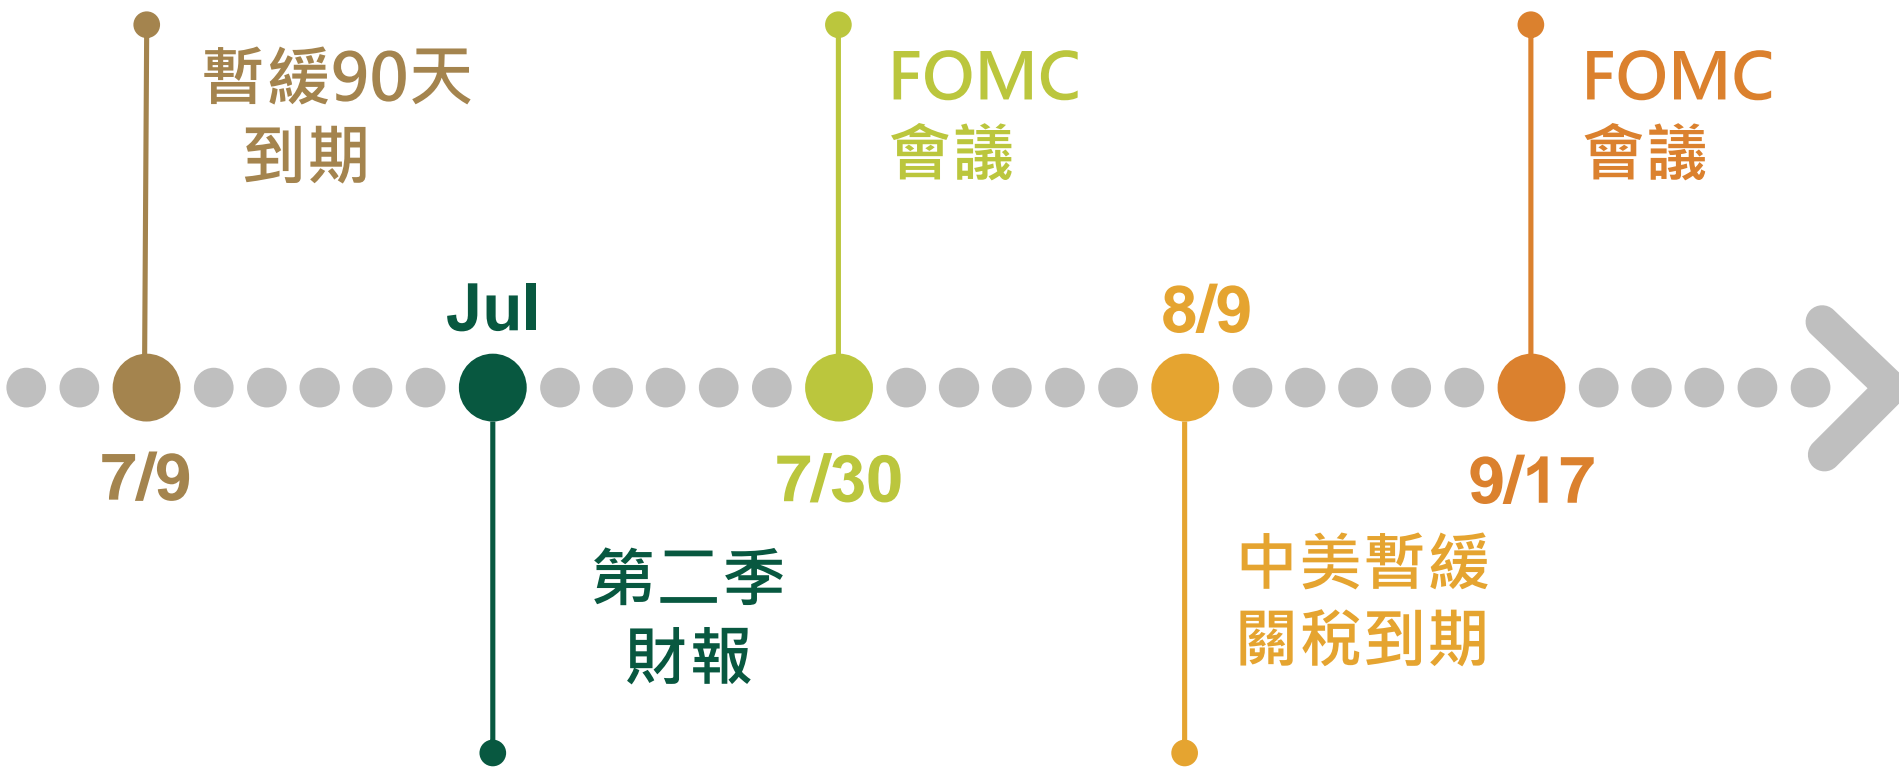 暫緩90天
到期
7/9
Jul
第二季
財報
FOMC
會議
7/30
8/9
中美暫緩
關稅到期
FOMC
會議
9/17